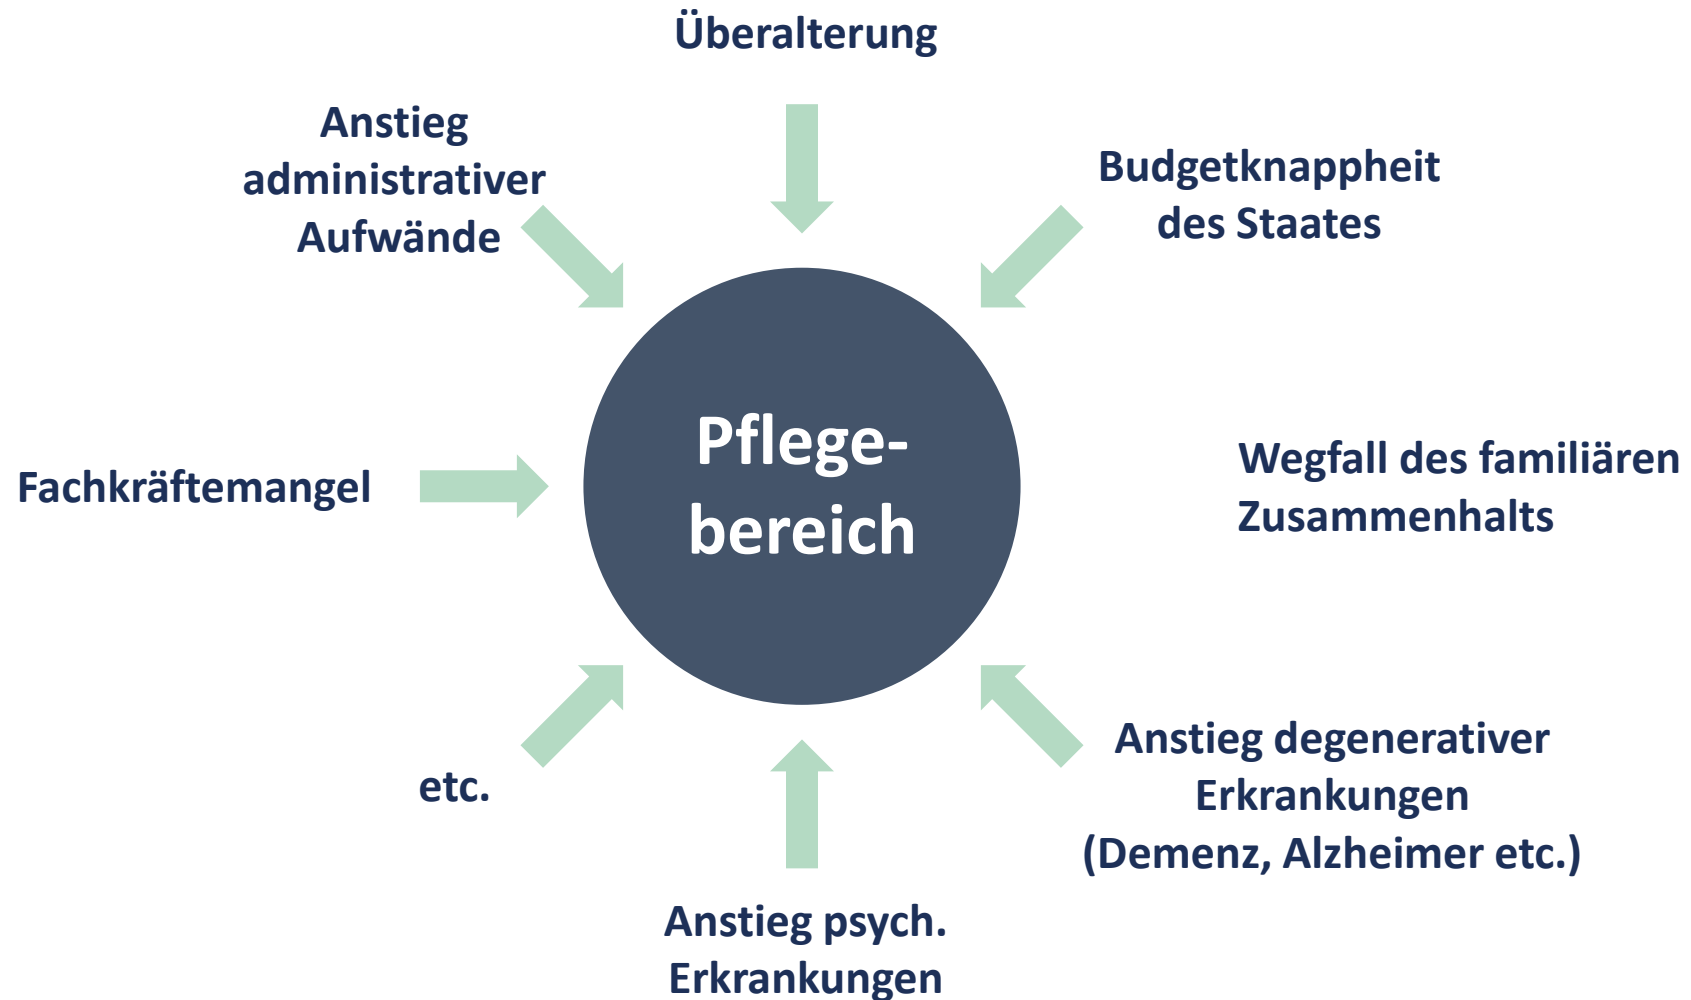 Überalterung
Anstieg
administrativer
Aufwände
Budgetknappheit
des Staates
Pflege-
bereich
Fachkräftemangel
Wegfall des familiären
Zusammenhalts
etc.
Anstieg degenerativer
Erkrankungen
(Demenz, Alzheimer etc.)
Anstieg psych.
Erkrankungen